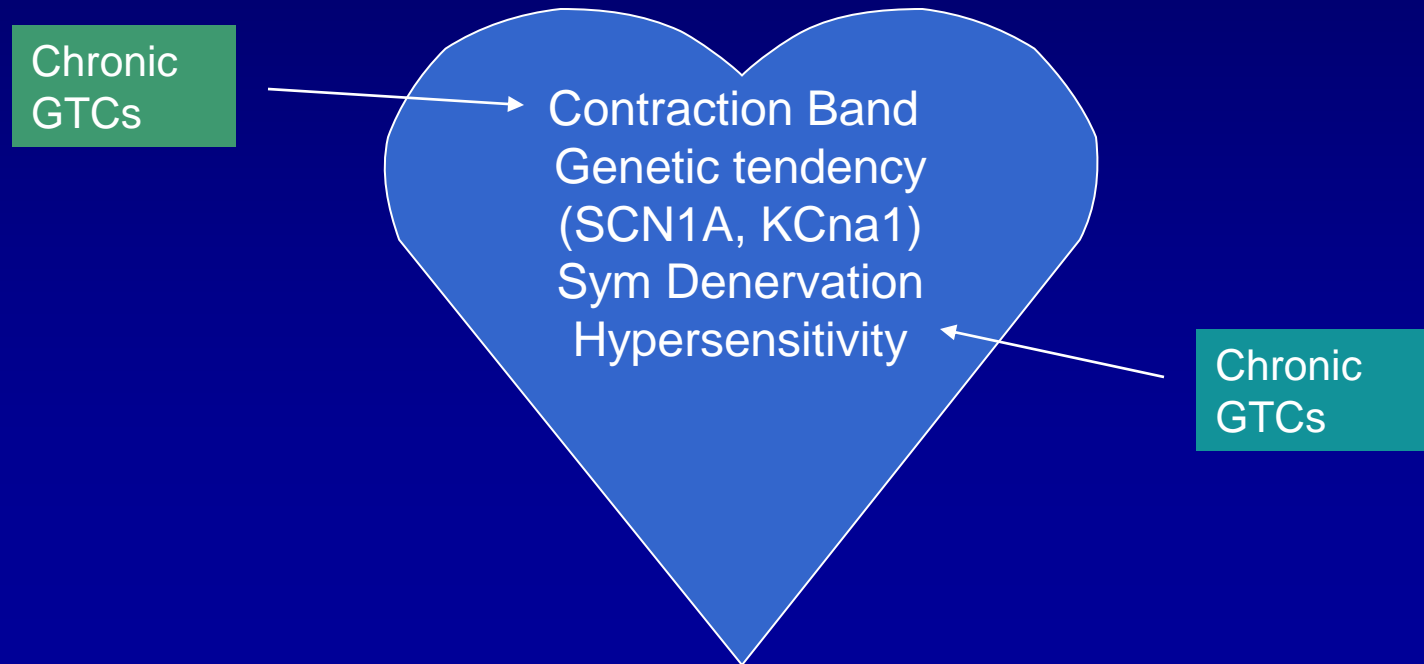 Chronic
GTCs
Contraction Band
Genetic tendency
(SCN1A, KCna1)
Sym Denervation
Hypersensitivity
Chronic
GTCs